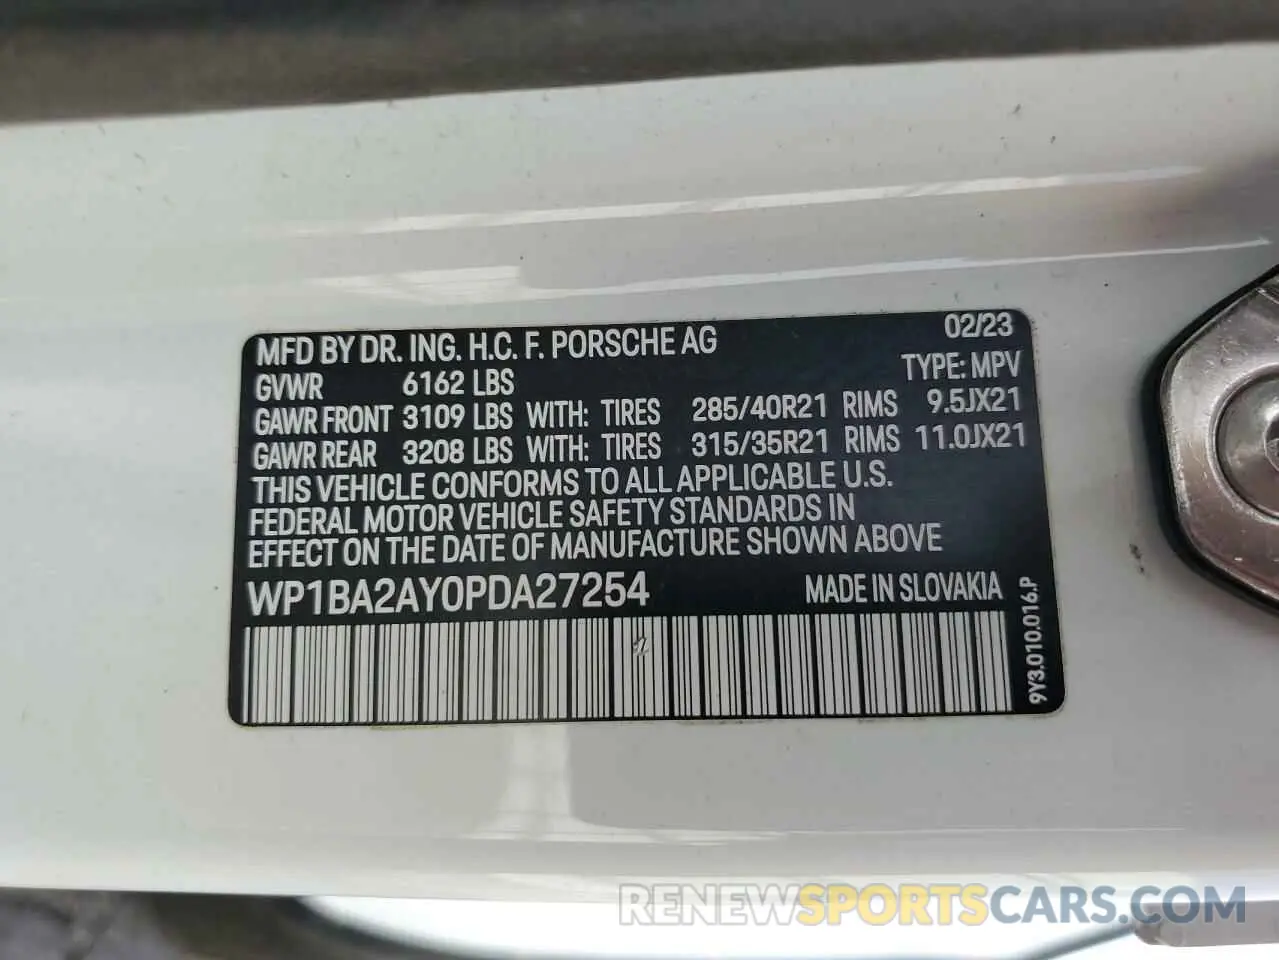 MFD BY DR. ING. H.C. F. PORSCHE AG 02/23
GVWR 6162 LBS TYPE: MPV
GAWR FRONT 3109 LBS WITH: TIRES 285/40R21 RIMS 9.5JX21
GAWR REAR 3208 LBS WITH: TIRES 315/35R21 RIMS 11.0JX21
THIS VEHICLE CONFORMS TO ALL APPLICABLE U.S.
FEDERAL MOTOR VEHICLE SAFETY STANDARDS IN
EFFECT ON THE DATE OF MANUFACTURE SHOWN ABOVE
WP1BA2AY0PDA27254 MADE IN SLOVAKIA
9Y3.010.016.P
RENEWSPORTSCARS.COM